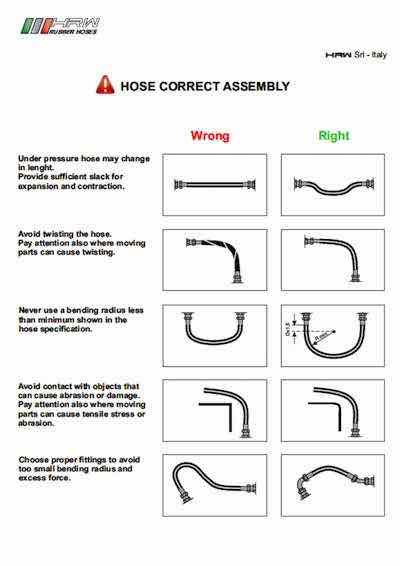 HRW
RUBBER HOSES
HRW Srl - Italy
HOSE CORRECT ASSEMBLY
Wrong
Right
Under pressure hose may change
in lenght.
Provide sufficient slack for
expansion and contraction.
Avoid twisting the hose.
Pay attention also where moving
parts can cause twisting.
Never use a bending radius less
than minimum shown in the
hose specification.
Avoid contact with objects that
can cause abrasion or damage.
Pay attention also where moving
parts can cause tensile stress or
abrasion.
Choose proper fittings to avoid
too small bending radius and
excess force.